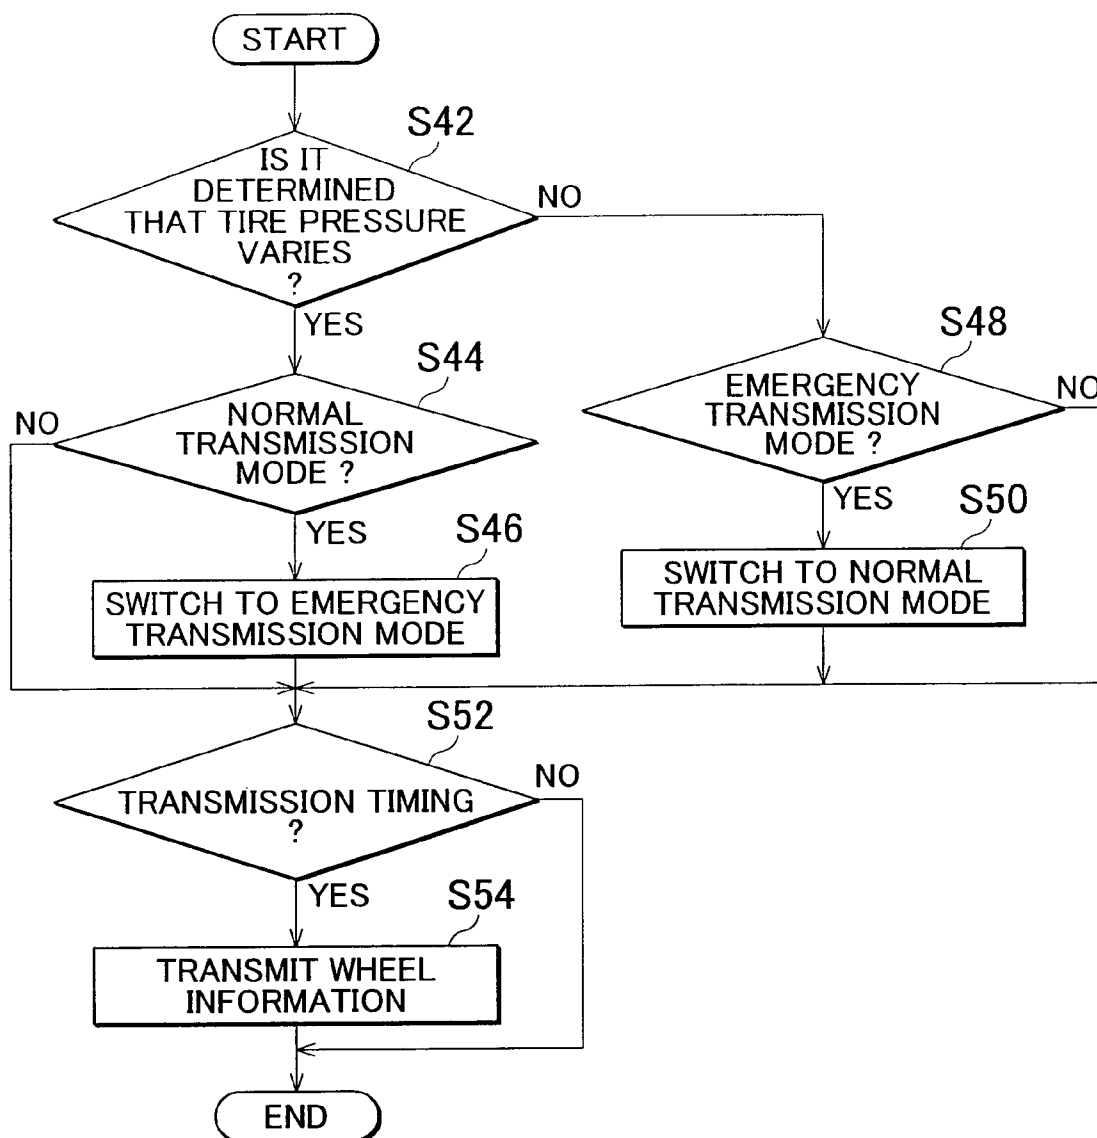 START
S42
IS IT
DETERMINED
THAT TIRE PRESSURE
VARIES
?
NO
YES
S44
NORMAL
TRANSMISSION
MODE ?
NO
YES
S46
SWITCH TO EMERGENCY
TRANSMISSION MODE
S48
EMERGENCY
TRANSMISSION
MODE ?
NO
YES
S50
SWITCH TO NORMAL
TRANSMISSION MODE
S52
TRANSMISSION TIMING
?
NO
YES
S54
TRANSMIT WHEEL
INFORMATION
END